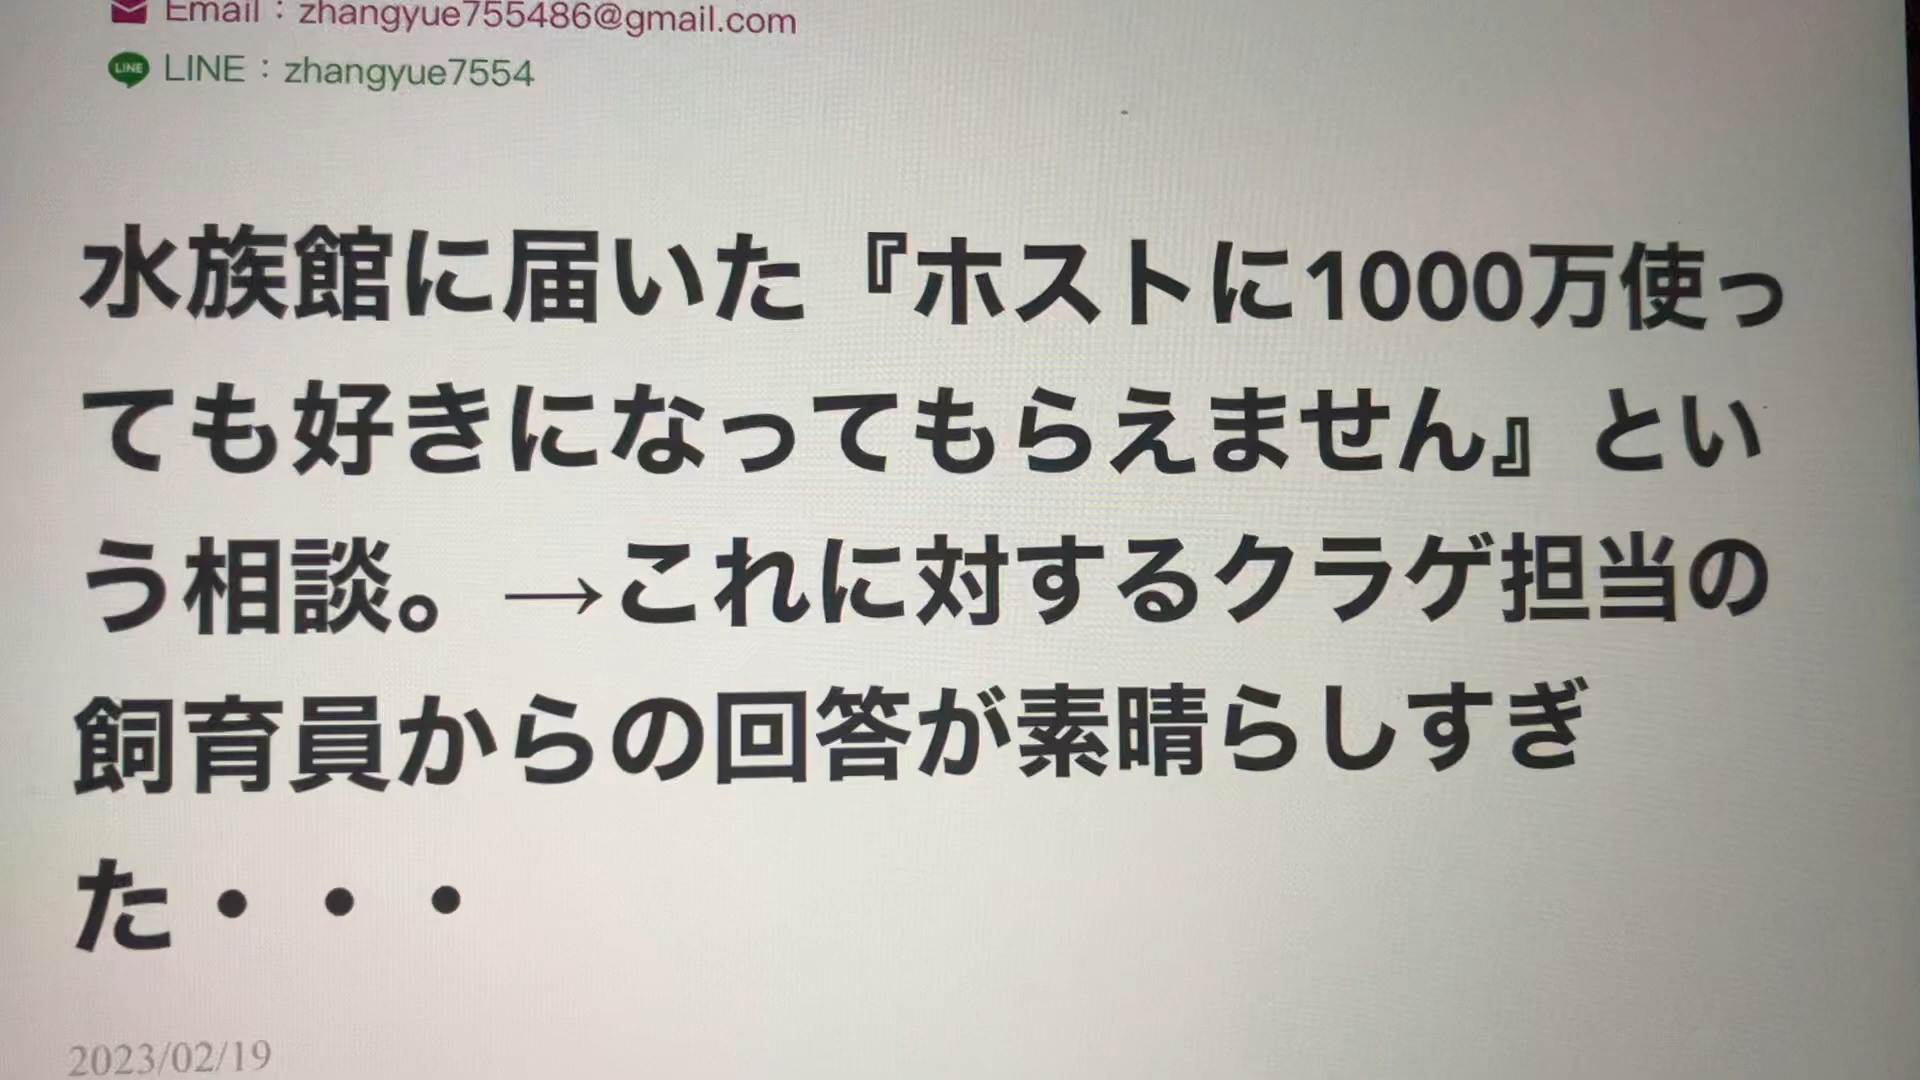 Email：zhangyue755486@gmail.com
LINE LINE：zhangyue7554
水族館に届いた『ホストに1000万使っ
ても好きになってもらえません』とい
う相談。→これに対するクラゲ担当の
飼育員からの回答が素晴らしすぎ
た・・・
2023/02/19